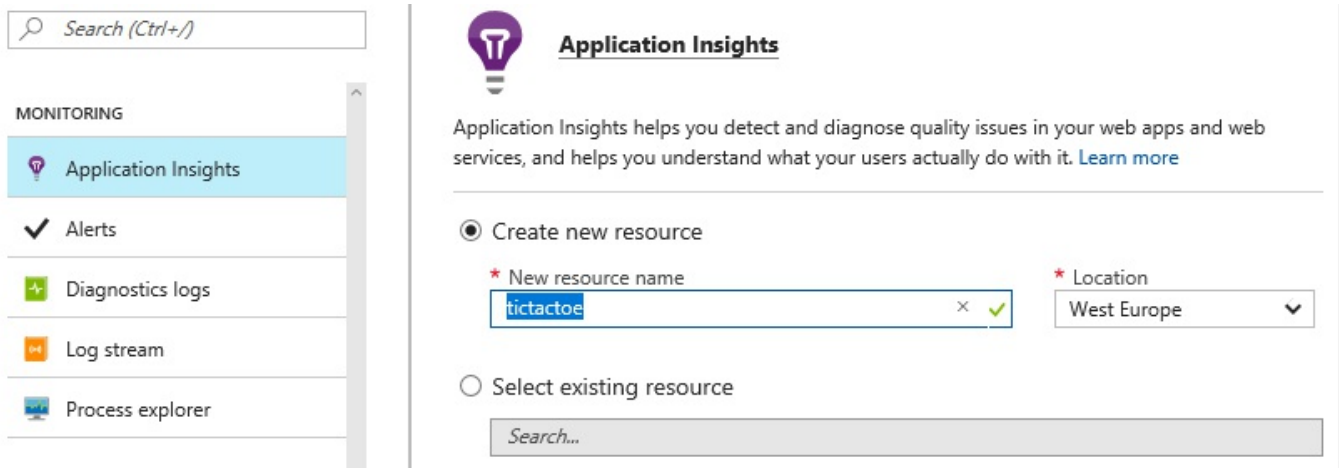 Search (Ctrl+/)
MONITORING
Application Insights
Alerts
Diagnostics logs
Log stream
Process explorer
Application Insights
Application Insights helps you detect and diagnose quality issues in your web apps and web
services, and helps you understand what your users actually do with it. Learn more
Create new resource
* New resource name
tictactoe
* Location
West Europe
Select existing resource
Search...